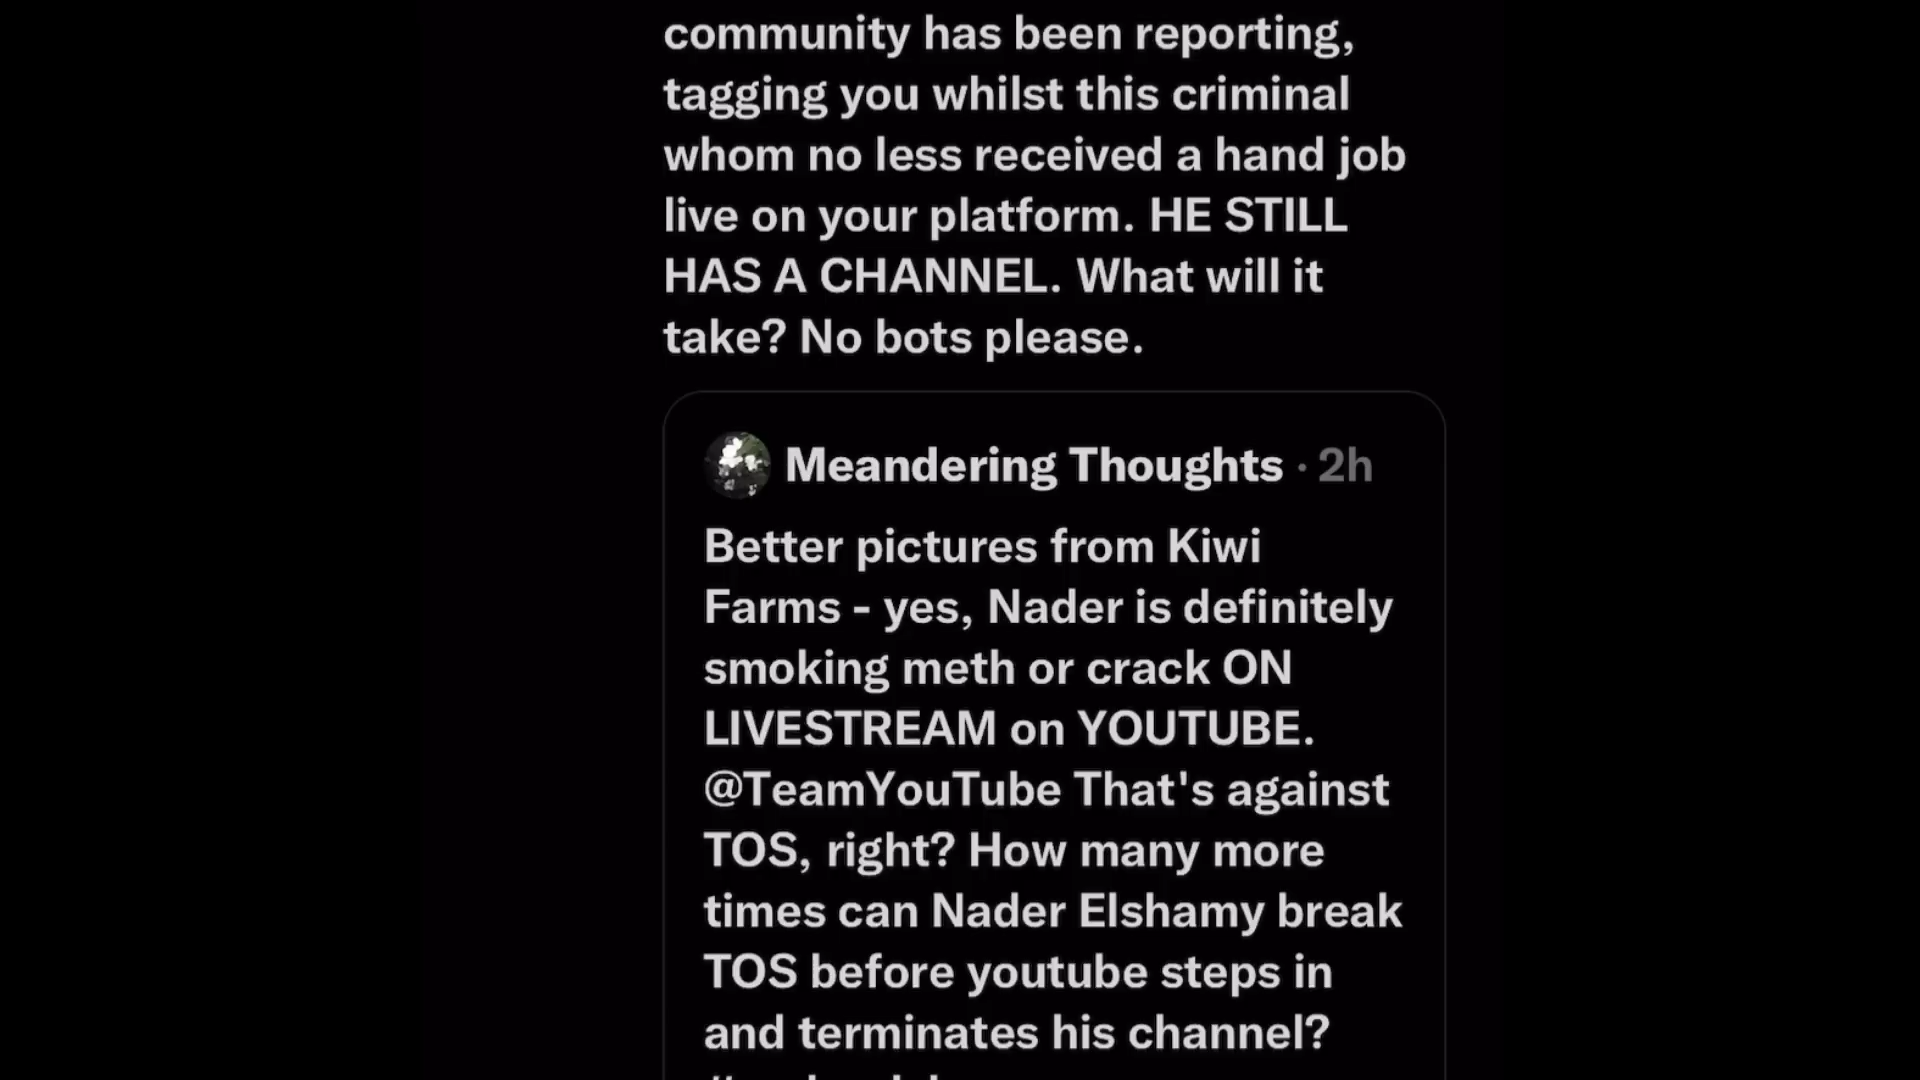 community has been reporting,
tagging you whilst this criminal
whom no less received a hand job
live on your platform. HE STILL
HAS A CHANNEL. What will it
take? No bots please.
Meandering Thoughts · 2h
Better pictures from Kiwi
Farms - yes, Nader is definitely
smoking meth or crack ON
LIVESTREAM on YOUTUBE.
@TeamYouTube That's against
TOS, right? How many more
times can Nader Elshamy break
TOS before youtube steps in
and terminates his channel?